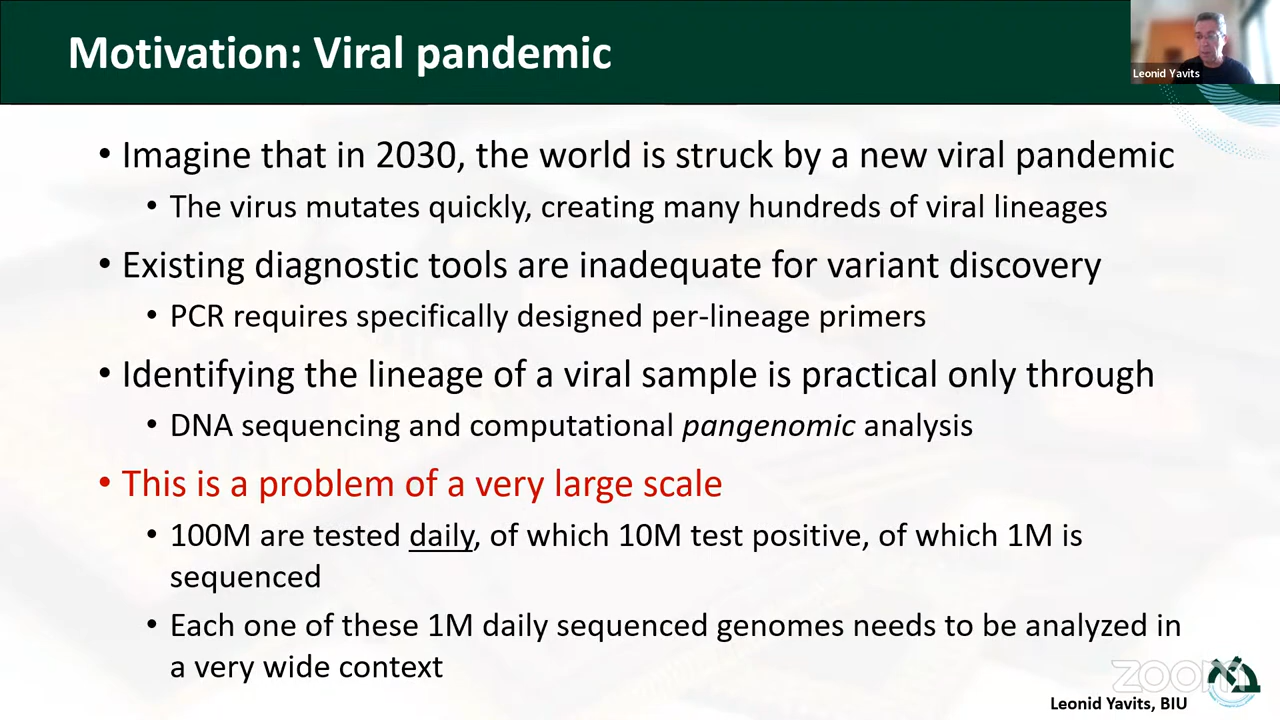 Motivation: Viral pandemic
Leonid Yavits
• Imagine that in 2030, the world is struck by a new viral pandemic
• The virus mutates quickly, creating many hundreds of viral lineages
• Existing diagnostic tools are inadequate for variant discovery
• PCR requires specifically designed per-lineage primers
• Identifying the lineage of a viral sample is practical only through
• DNA sequencing and computational pangenomic analysis
• This is a problem of a very large scale
• 100M are tested daily, of which 10M test positive, of which 1M is
sequenced
• Each one of these 1M daily sequenced genomes needs to be analyzed in
a very wide context
zoom
Leonid Yavits, BIU